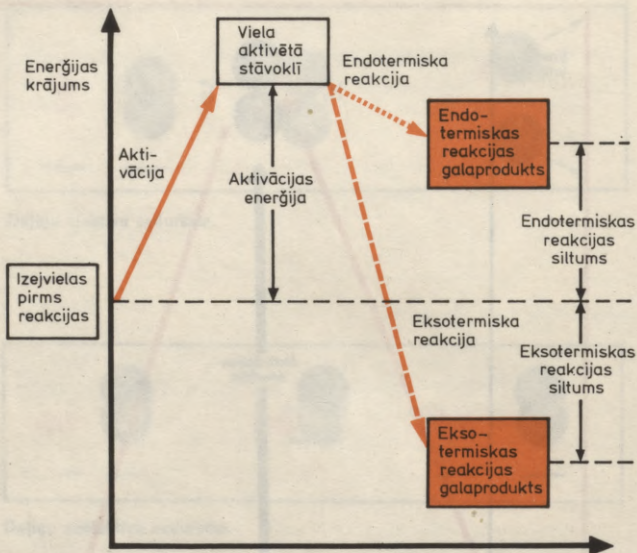 Enerģijas
krājums
Viela
aktivētā
stāvoklī
Endotermiska
reakcija
Endo-
termiskas
reakcijas
galaprodukts
Akti-
vācija
Aktivācijas
enerģija
Endotermiskas
reakcijas
siltums
Izejvielas
pirms
reakcijas
Eksotermiska
reakcija
Eksotermiskas
reakcijas
siltums
Ekso-
termiskas
reakcijas
galaprodukts